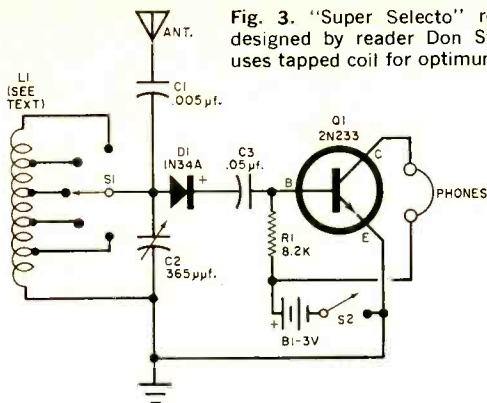 Fig. 3. "Super Selecto"
designed by reader Don
uses tapped coil for
ANT.
L1
(SEE
TEXT)
C1
.005µf.
S1
D1
1N34A
+
C3
.05µf.
Q1
2N233
C
B
E
PHONES
R1
8.2K
C2
365µµf.
+
S2
B1-3V